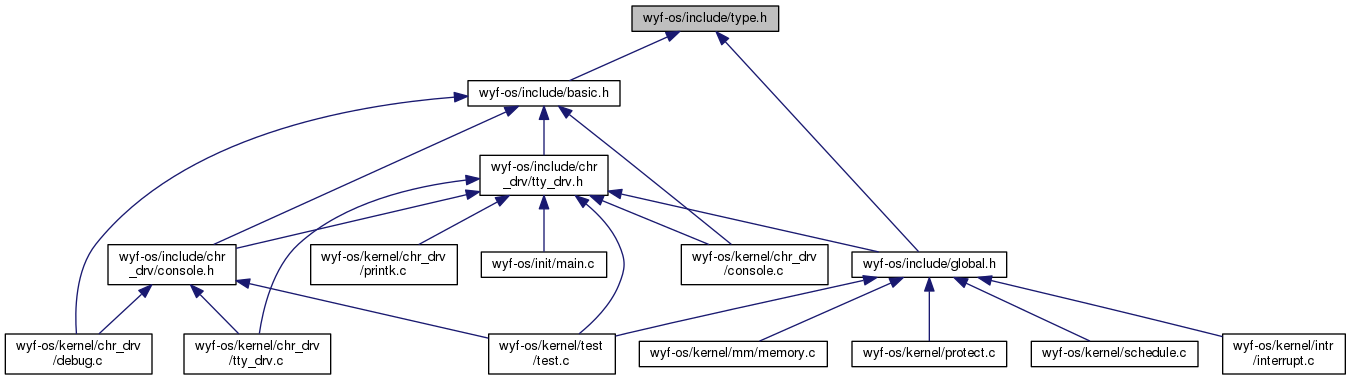 wyf-os/include/type.h
wyf-os/include/basic.h
wyf-os/include/chr
_drv/tty_drv.h
wyf-os/include/chr
_drv/console.h
wyf-os/kernel/chr_drv
/printk.c
wyf-os/init/main.c
wyf-os/kernel/chr_drv
/console.c
wyf-os/include/global.h
wyf-os/kernel/chr_drv
/debug.c
wyf-os/kernel/chr_drv
/tty_drv.c
wyf-os/kernel/test
/test.c
wyf-os/kernel/mm/memory.c
wyf-os/kernel/protect.c
wyf-os/kernel/schedule.c
wyf-os/kernel/intr
/interrupt.c